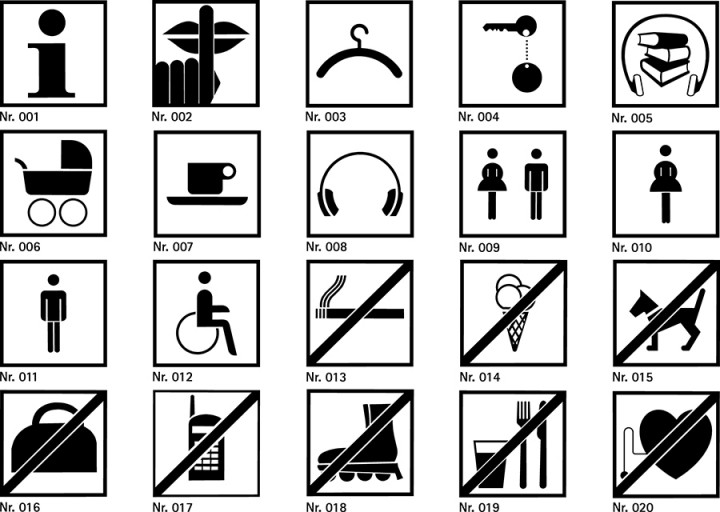 Nr. 001
Nr. 002
Nr. 003
Nr. 004
Nr. 005
Nr. 006
Nr. 007
Nr. 008
Nr. 009
Nr. 010
Nr. 011
Nr. 012
Nr. 013
Nr. 014
Nr. 015
Nr. 016
Nr. 017
Nr. 018
Nr. 019
Nr. 020